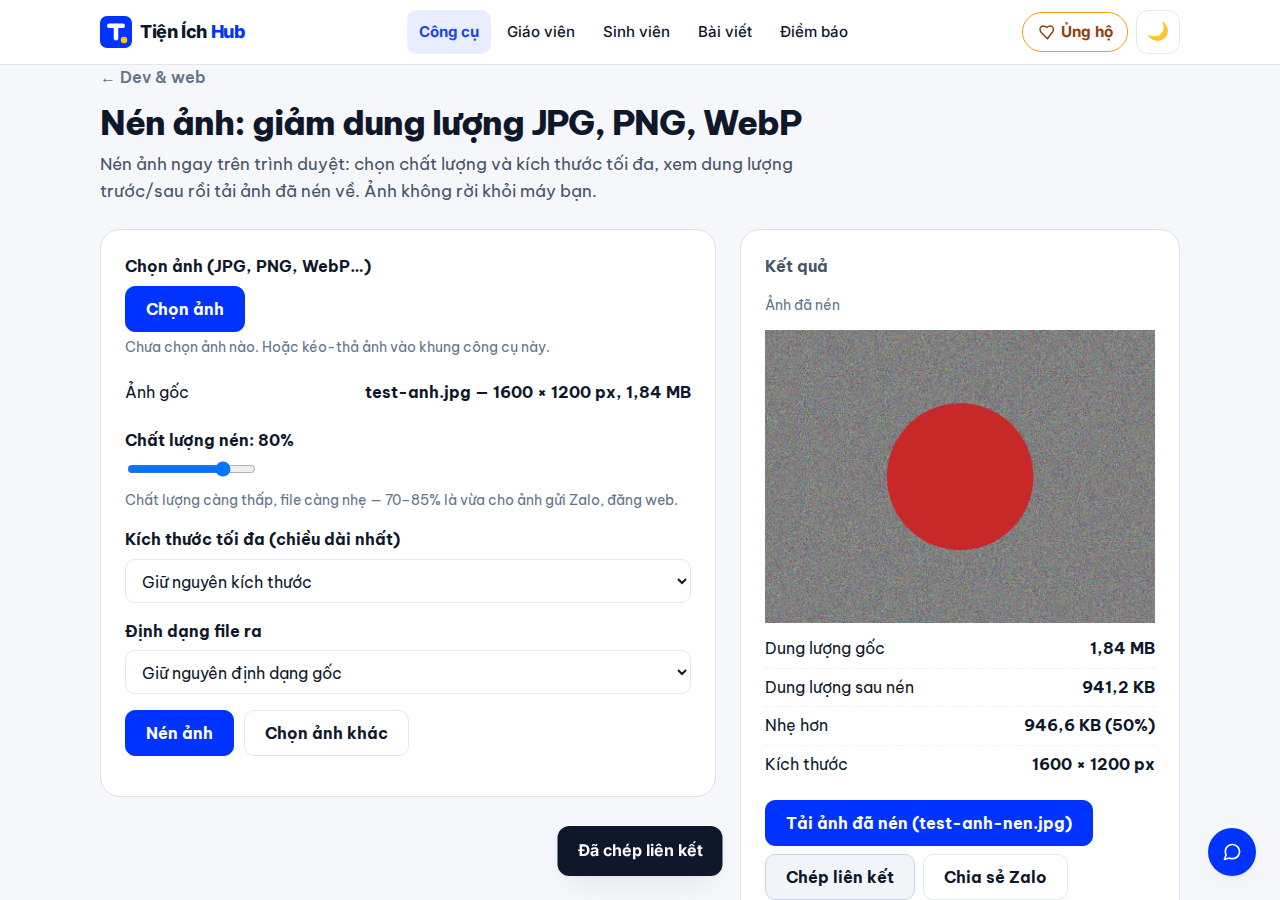 Tiện Ích Hub
Công cụ
Giáo viên
Sinh viên
Bài viết
Điểm báo
Ủng hộ
← Dev & web
Nén ảnh: giảm dung lượng JPG, PNG, WebP
Nén ảnh ngay trên trình duyệt: chọn chất lượng và kích thước tối đa, xem dung lượng
trước/sau rồi tải ảnh đã nén về. Ảnh không rời khỏi máy bạn.
Chọn ảnh (JPG, PNG, WebP...)
Chọn ảnh
Chưa chọn ảnh nào. Hoặc kéo-thả ảnh vào khung công cụ này.
Ảnh gốc test-anh.jpg — 1600 × 1200 px, 1,84 MB
Chất lượng nén: 80%
Chất lượng càng thấp, file càng nhẹ — 70-85% là vừa cho ảnh gửi Zalo, đăng web.
Kích thước tối đa (chiều dài nhất)
Giữ nguyên kích thước
Định dạng file ra
Giữ nguyên định dạng gốc
Nén ảnh
Chọn ảnh khác
Kết quả
Ảnh đã nén
Dung lượng gốc 1,84 MB
Dung lượng sau nén 941,2 KB
Nhẹ hơn 946,6 KB (50%)
Kích thước 1600 × 1200 px
Tải ảnh đã nén (test-anh-nen.jpg)
Chép liên kết
Chia sẻ Zalo
Đã chép liên kết